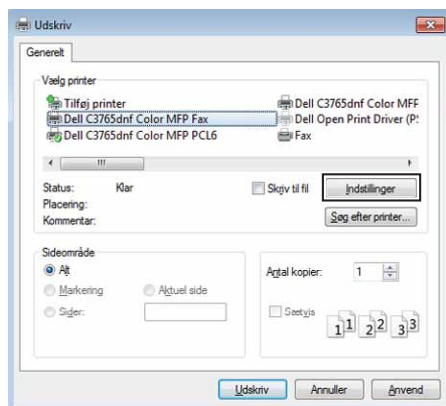 Udskriv
Generelt
Vælg printer
Tilføj printer
Dell C3765dnf Color MFP Fax
Dell C3765dnf Color MFP PCL6
Dell C3765dnf Color MFF
Dell Open Print Driver (P:
Fax
Status: Klar
Placering:
Kommentar:
Skriv til fil
Indstillinger
Søg efter printer...
Sideområde
Alt
Markering
Aktuel side
Sider:
Antal kopier: 1
Sætvis
1 1 2 2 3 3
Udskriv
Annuller
Anvend